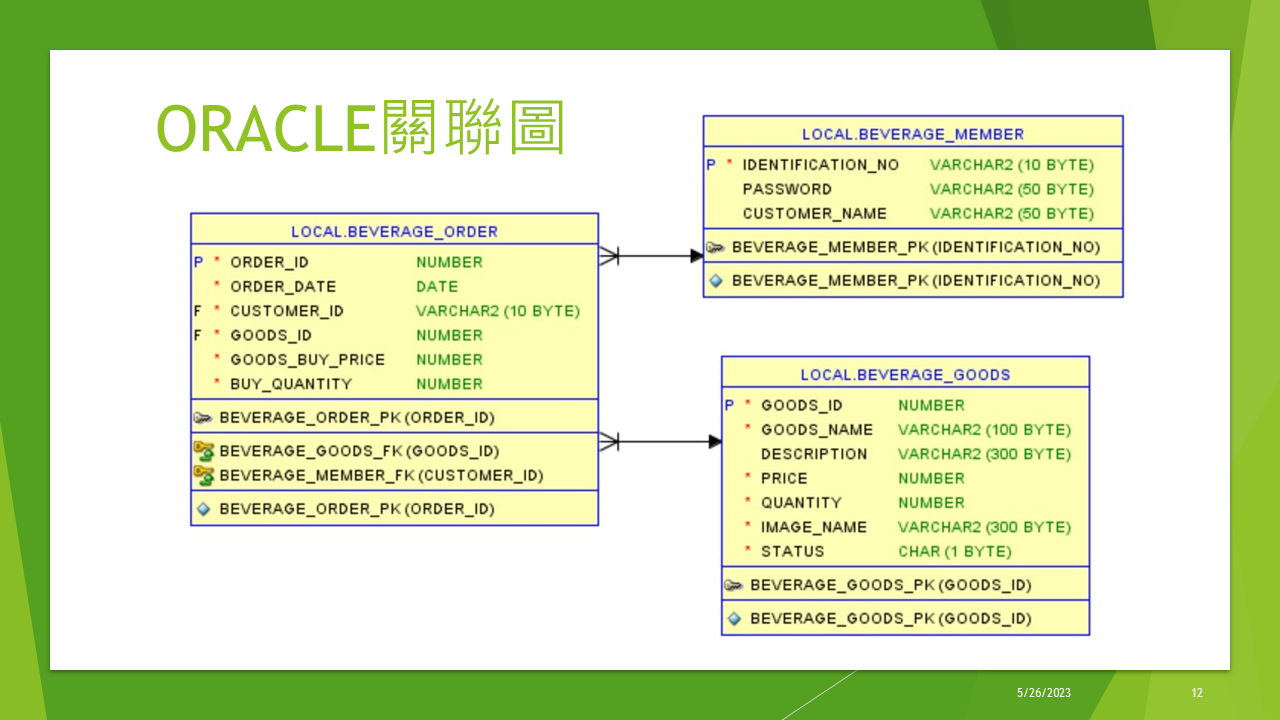 ORACLE關聯圖
LOCAL.BEVERAGE_ORDER
P * ORDER_ID NUMBER
* ORDER_DATE DATE
F * CUSTOMER_ID VARCHAR2 (10 BYTE)
F * GOODS_ID NUMBER
* GOODS_BUY_PRICE NUMBER
* BUY_QUANTITY NUMBER
BEVERAGE_ORDER_PK (ORDER_ID)
BEVERAGE_GOODS_FK (GOODS_ID)
BEVERAGE_MEMBER_FK (CUSTOMER_ID)
BEVERAGE_ORDER_PK (ORDER_ID)
LOCAL.BEVERAGE_MEMBER
P * IDENTIFICATION_NO VARCHAR2 (10 BYTE)
PASSWORD VARCHAR2 (50 BYTE)
CUSTOMER_NAME VARCHAR2 (50 BYTE)
BEVERAGE_MEMBER_PK (IDENTIFICATION_NO)
BEVERAGE_MEMBER_PK (IDENTIFICATION_NO)
LOCAL.BEVERAGE_GOODS
P * GOODS_ID NUMBER
* GOODS_NAME VARCHAR2 (100 BYTE)
DESCRIPTION VARCHAR2 (300 BYTE)
* PRICE NUMBER
* QUANTITY NUMBER
* IMAGE_NAME VARCHAR2 (300 BYTE)
* STATUS CHAR (1 BYTE)
BEVERAGE_GOODS_PK (GOODS_ID)
BEVERAGE_GOODS_PK (GOODS_ID)
5/26/2023
12